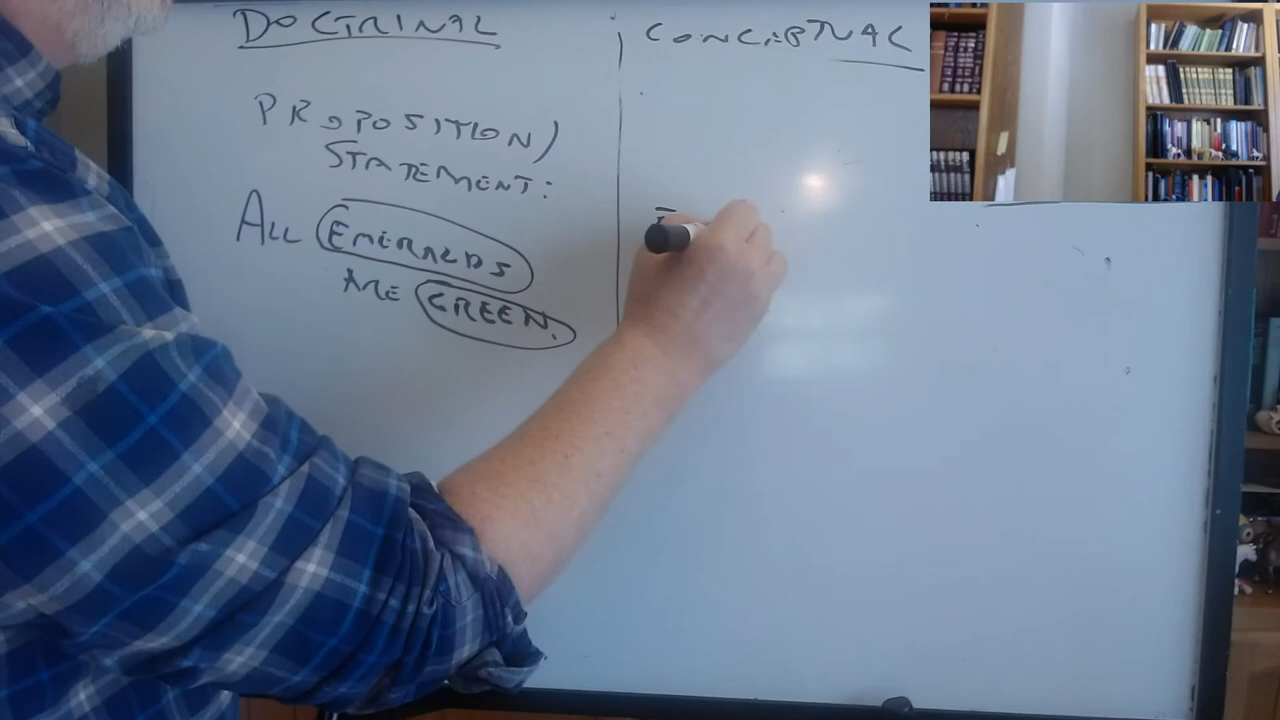 DOCTRINAL
CONCEPTUAL
PROPOSITION/
STATEMENT:
ALL EMERALDS
ARE GREEN.